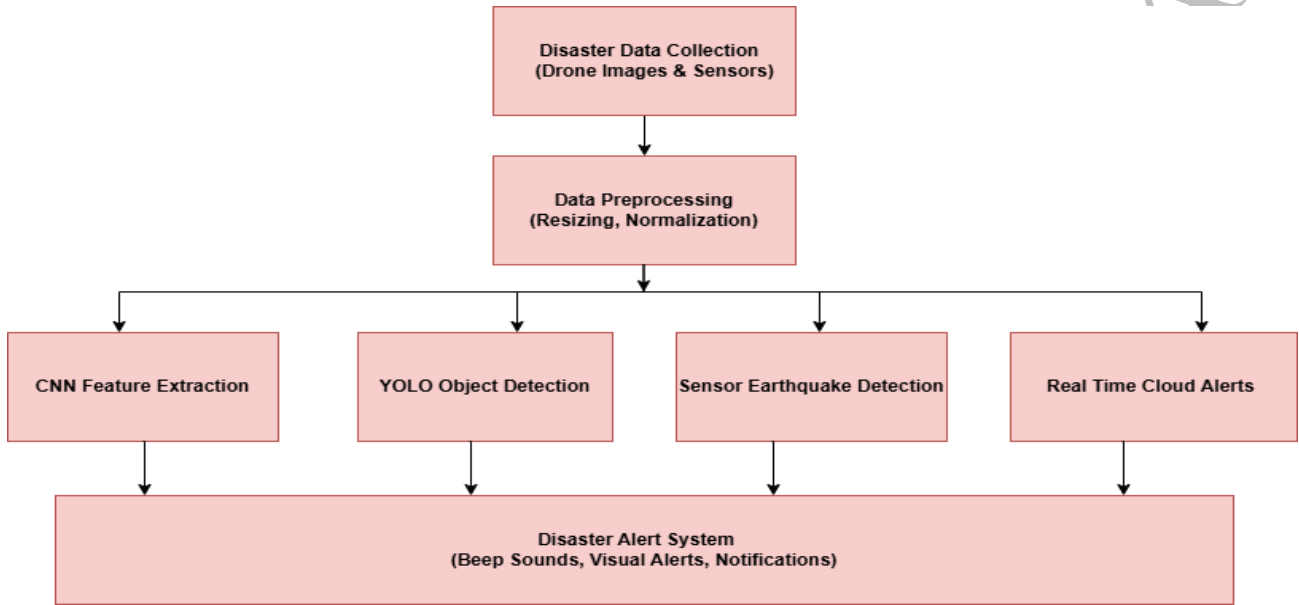 Disaster Data Collection
(Drone Images & Sensors)
Data Preprocessing
(Resizing, Normalization)
CNN Feature Extraction
YOLO Object Detection
Sensor Earthquake Detection
Real Time Cloud Alerts
Disaster Alert System
(Beep Sounds, Visual Alerts, Notifications)